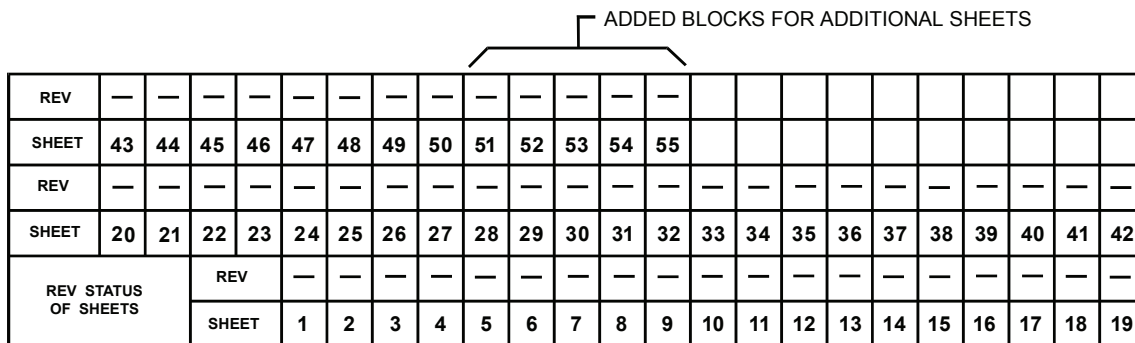 ADDED BLOCKS FOR ADDITIONAL SHEETS
REV — — — — — — — — — — — — —
SHEET 43 44 45 46 47 48 49 50 51 52 53 54 55
REV — — — — — — — — — — — — — — — — — — — — — — —
SHEET 20 21 22 23 24 25 26 27 28 29 30 31 32 33 34 35 36 37 38 39 40 41 42
REV STATUS
OF SHEETS
REV — — — — — — — — — — — — — — — — — — —
SHEET 1 2 3 4 5 6 7 8 9 10 11 12 13 14 15 16 17 18 19